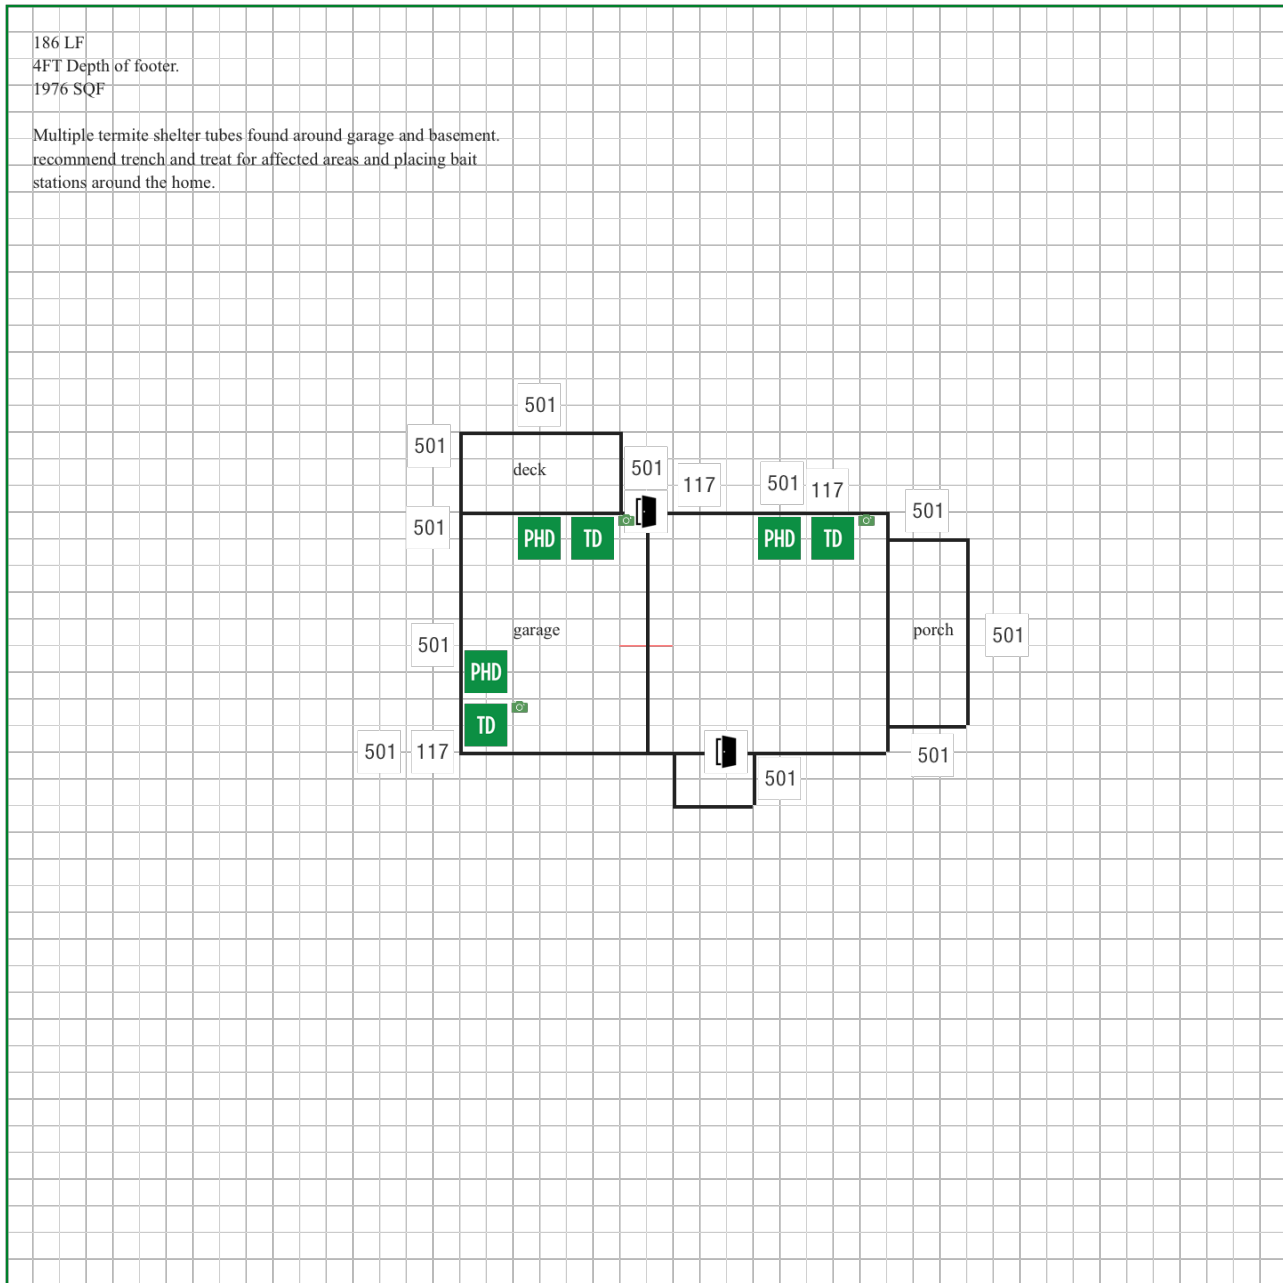 186 LF
4FT Depth of footer.
1976 SQF
Multiple termite shelter tubes found around garage and basement.
recommend trench and treat for affected areas and placing bait
stations around the home.
501
501
deck
501
117
501
117
501
501
PHD
TD
PHD
TD
garage
porch
501
501
PHD
TD
501
117
501
501